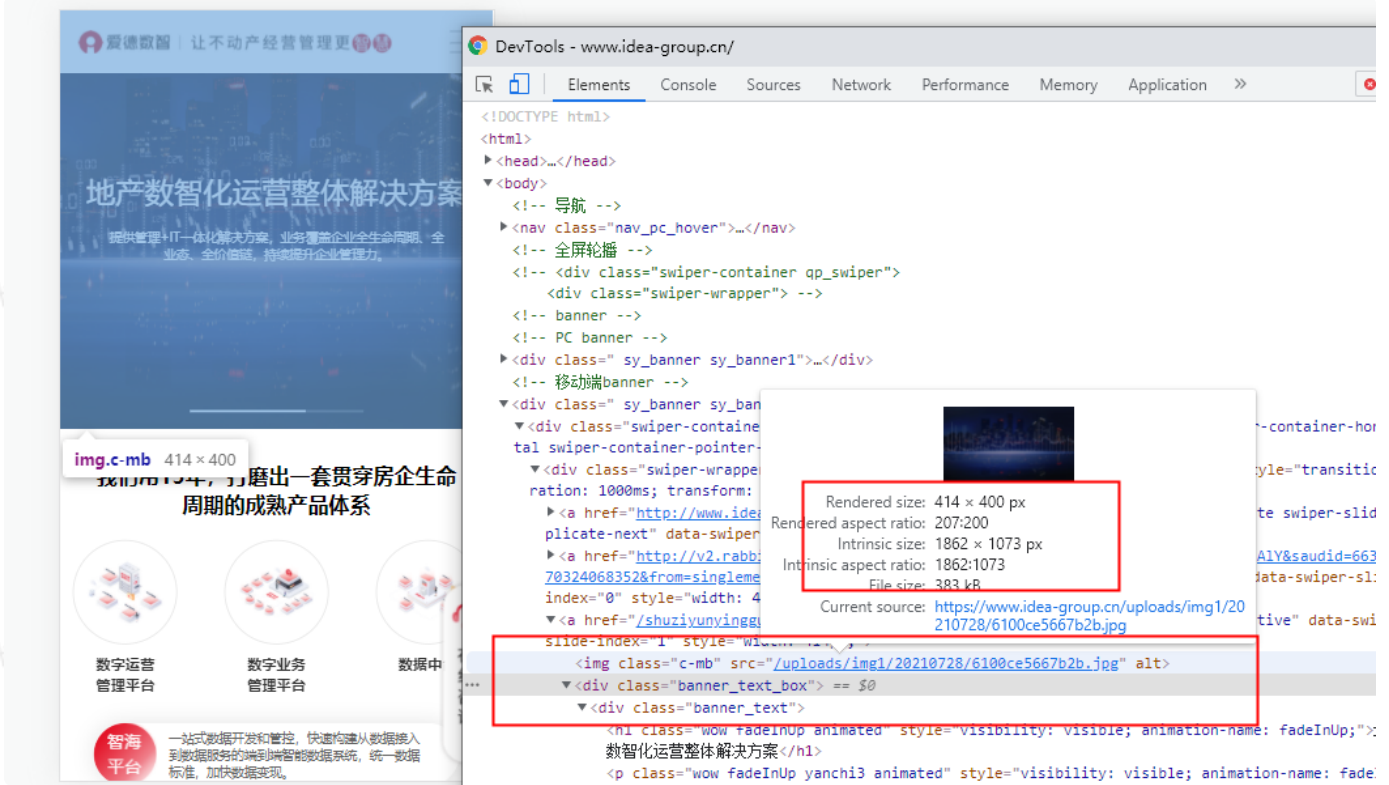 爱德数智 | 让不动产经营管理更智慧
地产数智化运营整体解决方案
提供管理+IT一体化解决方案，业务覆盖企业全生命周期、全
业态、全价值链，持续提升企业管理力。
img.c-mb 414 × 400
我们用15年，打磨出一套贯穿房企生命
周期的成熟产品体系
数字运营
管理平台
数字业务
管理平台
数据中
智海
平台
一站式数据开发和管控，快速构建从数据接入
到数据服务的端到端智能数据系统，统一数据
标准，加快数据变现。
DevTools - www.idea-group.cn/
Elements Console Sources Network Performance Memory Application »
<!DOCTYPE html>
<html>
<head>…</head>
<body>
<!-- 导航 -->
<nav class="nav_pc_hover">…</nav>
<!-- 全屏轮播 -->
<!-- <div class="swiper-container qp_swiper">
<div class="swiper-wrapper"> -->
<!-- banner -->
<!-- PC banner -->
<div class=" sy_banner sy_banner1">…</div>
<!-- 移动端banner -->
<div class=" sy_banner sy_ban
<div class="swiper-containe r-container-hor
tal swiper-container-pointer-
<div class="swiper-wrappe yle="transitio
ration: 1000ms; transform:
<a href="http://www.idea te swiper-slid
plicate-next" data-swiper
<a href="http://v2.rabbi AlY&saudid=663
70324068352&from=singleme data-swiper-sli
index="0" style="width: 4
<a href="/shuziyunyinggu tive" data-swi
slide-index="1" style="width: 414
Rendered size: 414 × 400 px
Rendered aspect ratio: 207∶200
Intrinsic size: 1862 × 1073 px
Intrinsic aspect ratio: 1862∶1073
File size: 383 kB
Current source: https://www.idea-group.cn/uploads/img1/20
210728/6100ce5667b2b.jpg
<img class="c-mb" src="/uploads/img1/20210728/6100ce5667b2b.jpg" alt>
<div class="banner_text_box"> == $0
<div class="banner_text">
<h1 class="wow fadeInUp animated" style="visibility: visible; animation-name: fadeInUp;">
数智化运营整体解决方案</h1>
<p class="wow fadeInUp yanchi3 animated" style="visibility: visible; animation-name: fade